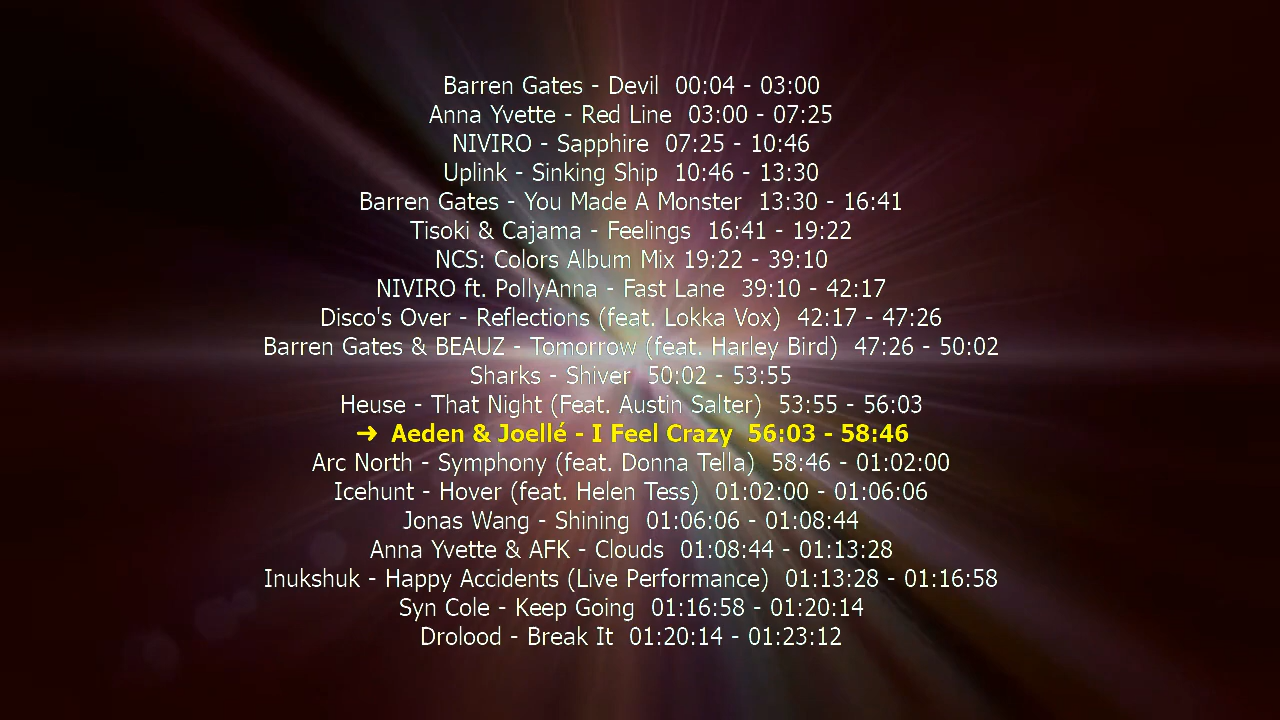 Barren Gates - Devil  00:04 - 03:00
Anna Yvette - Red Line  03:00 - 07:25
NIVIRO - Sapphire  07:25 - 10:46
Uplink - Sinking Ship  10:46 - 13:30
Barren Gates - You Made A Monster  13:30 - 16:41
Tisoki & Cajama - Feelings  16:41 - 19:22
NCS: Colors Album Mix 19:22 - 39:10
NIVIRO ft. PollyAnna - Fast Lane  39:10 - 42:17
Disco's Over - Reflections (feat. Lokka Vox)  42:17 - 47:26
Barren Gates & BEAUZ - Tomorrow (feat. Harley Bird)  47:26 - 50:02
Sharks - Shiver  50:02 - 53:55
Heuse - That Night (Feat. Austin Salter)  53:55 - 56:03
➜ Aeden & Joellé - I Feel Crazy  56:03 - 58:46
Arc North - Symphony (feat. Donna Tella)  58:46 - 01:02:00
Icehunt - Hover (feat. Helen Tess)  01:02:00 - 01:06:06
Jonas Wang - Shining  01:06:06 - 01:08:44
Anna Yvette & AFK - Clouds  01:08:44 - 01:13:28
Inukshuk - Happy Accidents (Live Performance)  01:13:28 - 01:16:58
Syn Cole - Keep Going  01:16:58 - 01:20:14
Drolood - Break It  01:20:14 - 01:23:12